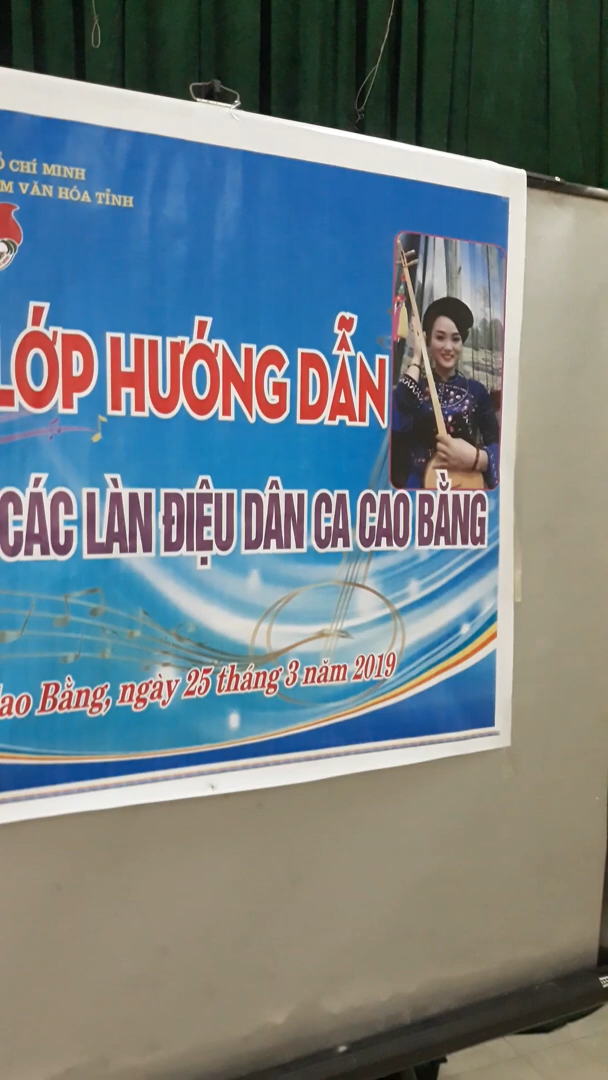 CHÍ MINH
VĂN HÓA TỈNH
LỚP HƯỚNG DẪN
CÁC LÀN ĐIỆU DÂN CA CAO BẰNG
Bằng, ngày 25 tháng 3 năm 2019